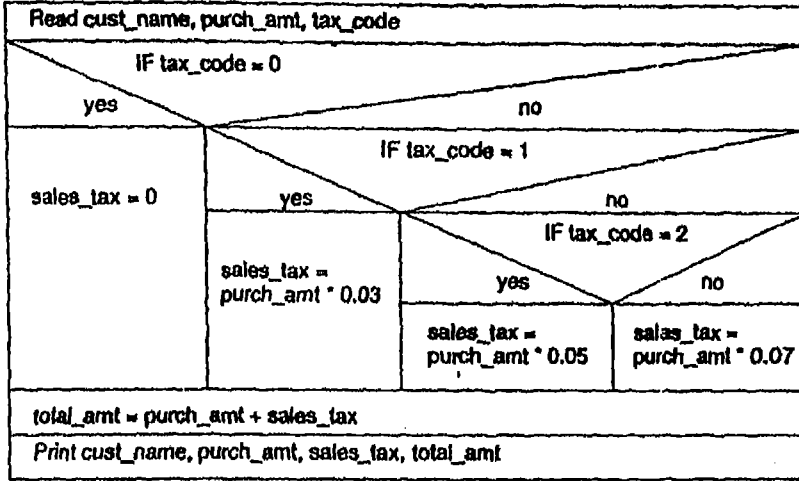 Read cust_name, purch_amt, tax_code
IF tax_code = 0
yes
no
IF tax_code = 1
sales_tax = 0
yes
no
IF tax_code = 2
sales_tax =
purch_amt * 0.03
yes
no
sales_tax =
purch_amt * 0.05
salas_tax =
purch_amt * 0.07
total_amt = purch_amt + sales_tax
Print cust_name, purch_amt, sales_tax, total_amt